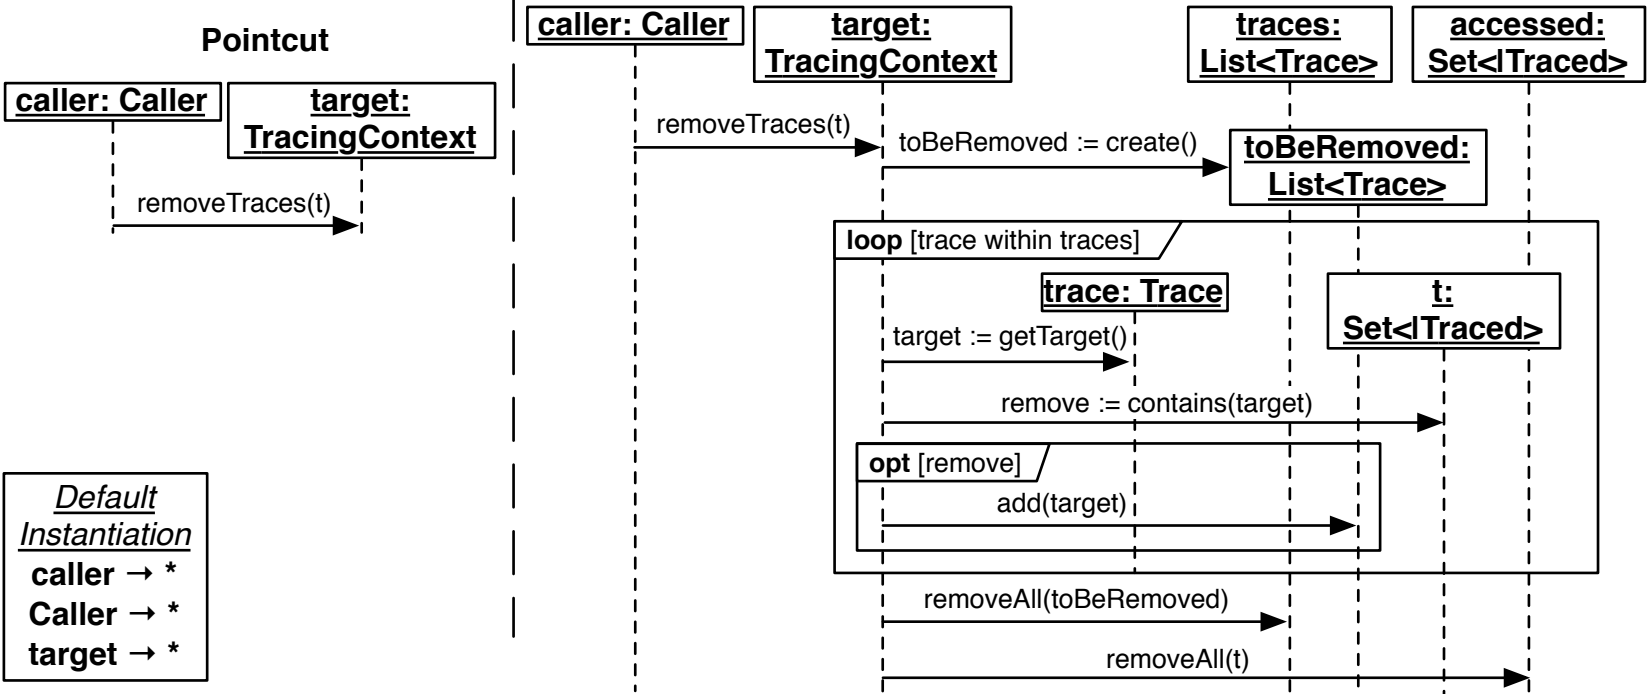 Pointcut
caller: Caller
target:
TracingContext
removeTraces(t)
Default
Instantiation
caller → *
Caller → *
target → *
caller: Caller
target:
TracingContext
traces:
List<Trace>
accessed:
Set<ITraced>
removeTraces(t)
toBeRemoved := create()
toBeRemoved:
List<Trace>
loop [trace within traces]
trace: Trace
t:
Set<ITraced>
target := getTarget()
remove := contains(target)
opt [remove]
add(target)
removeAll(toBeRemoved)
removeAll(t)